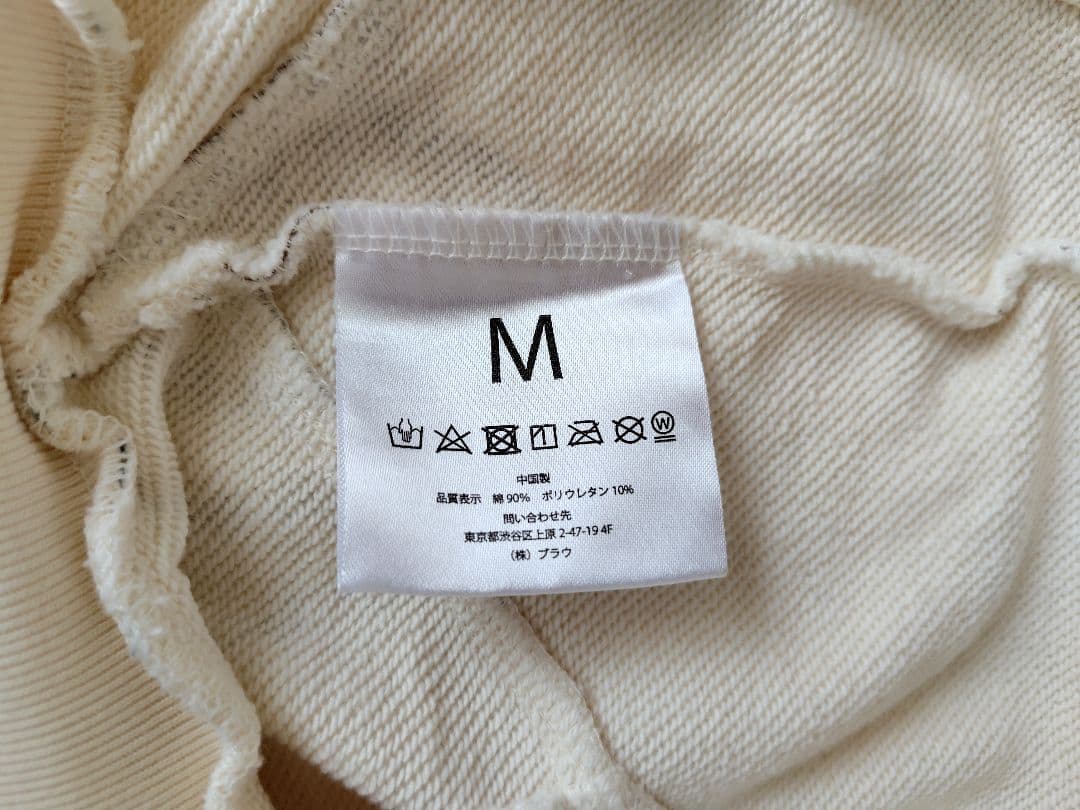 M
W
中国製
品質表示 綿 90% ポリウレタン 10%
問い合わせ先
東京都渋谷区上原 2-47-19 4F
（株）ブラウ